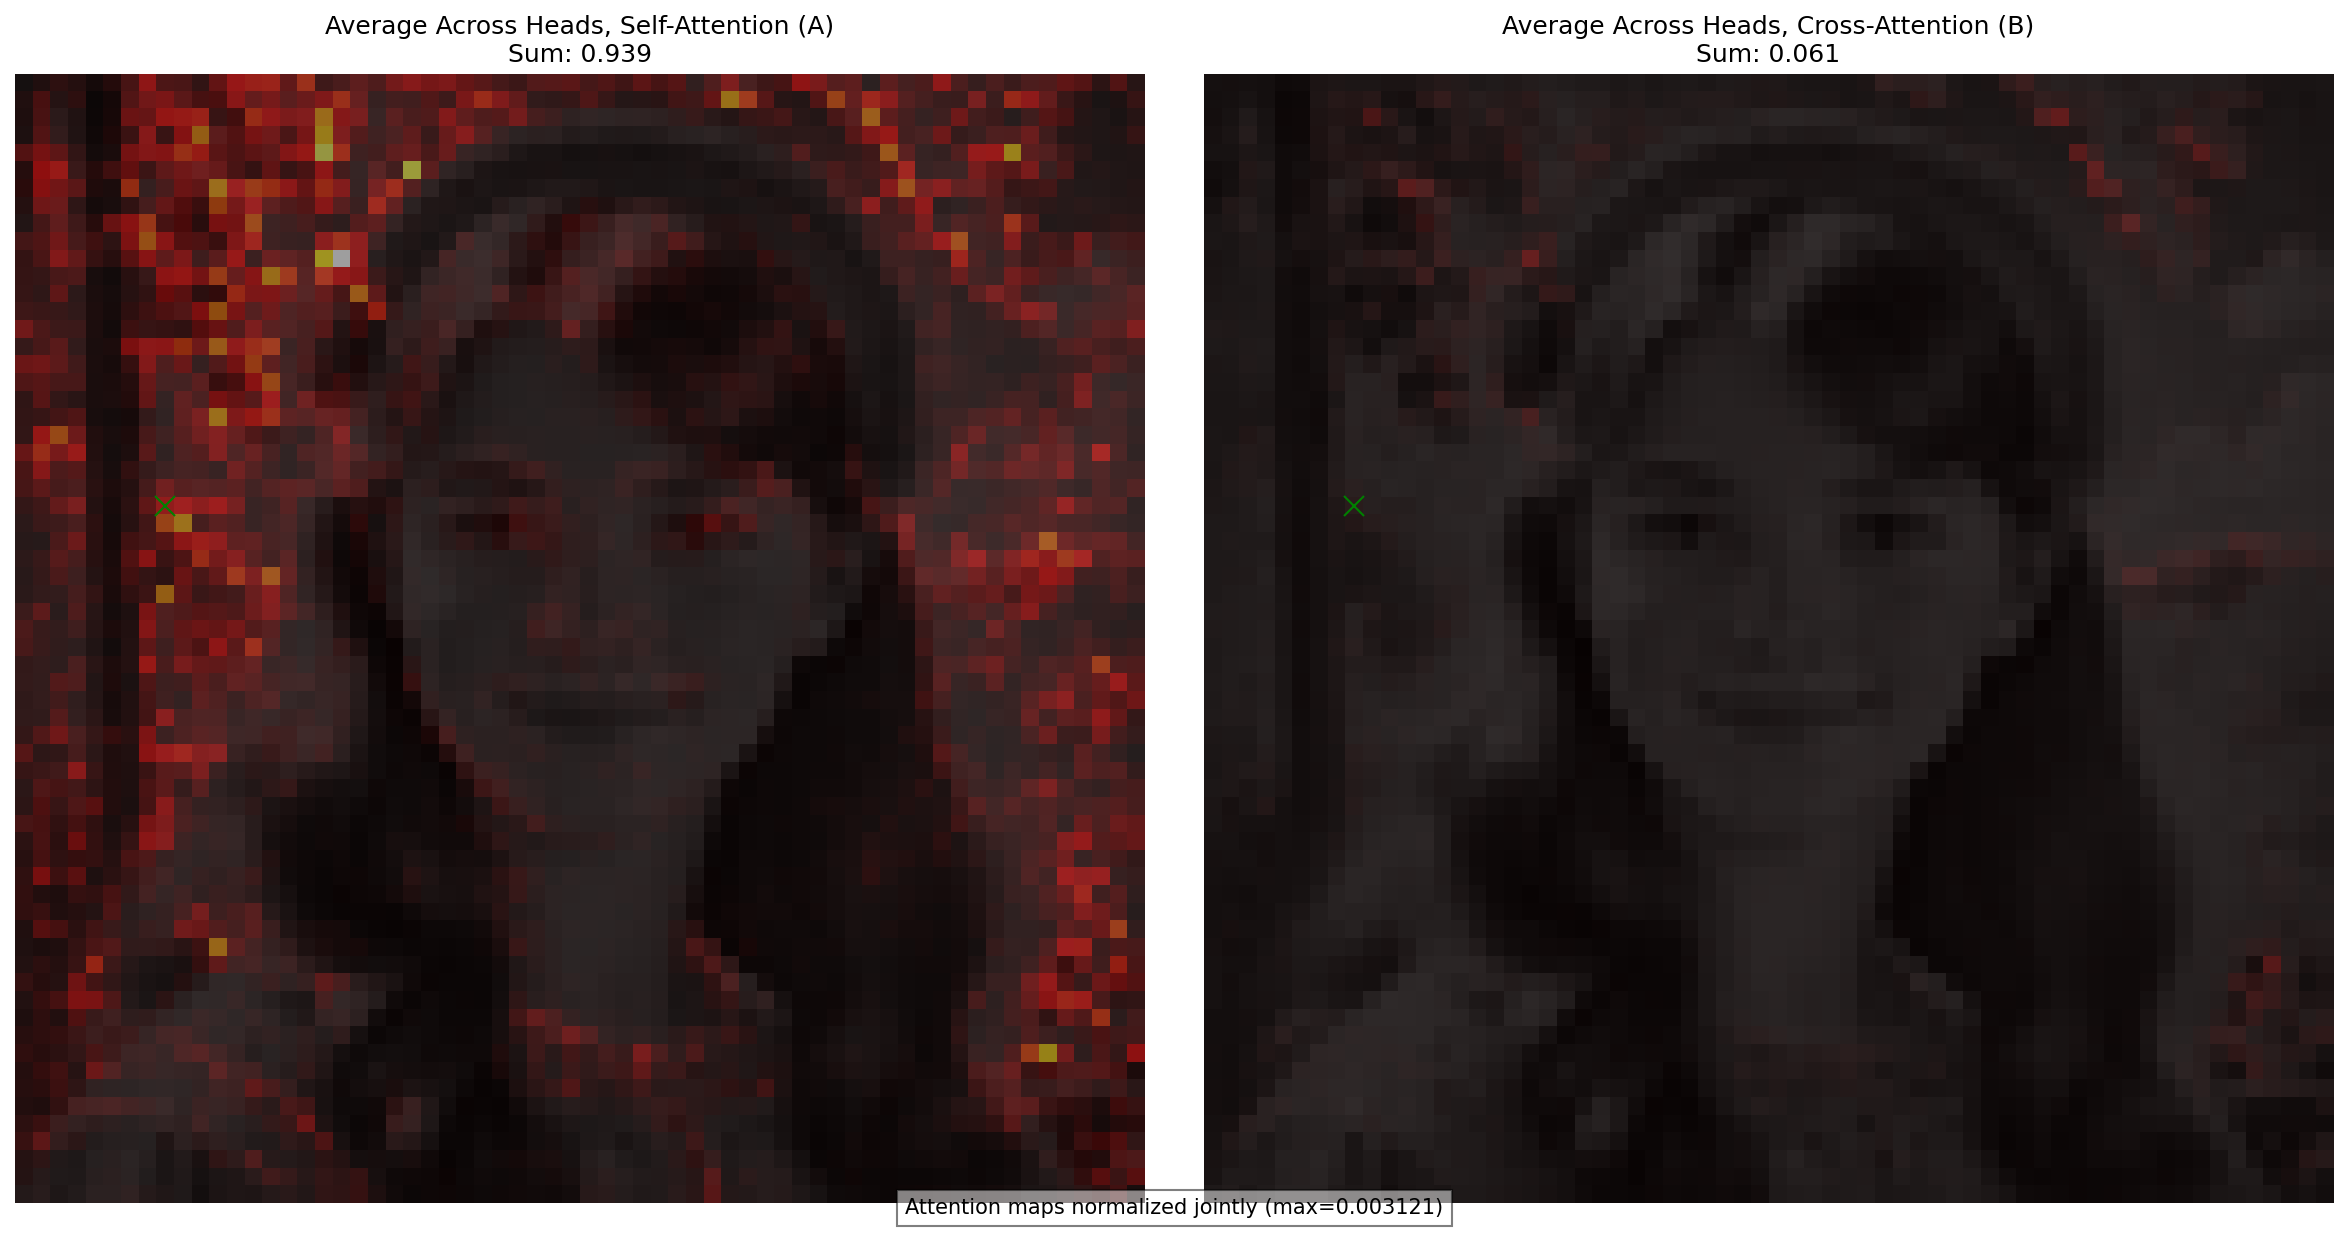 Average Across Heads, Self-Attention (A)
Sum: 0.939
Average Across Heads, Cross-Attention (B)
Sum: 0.061
Attention maps normalized jointly (max=0.003121)